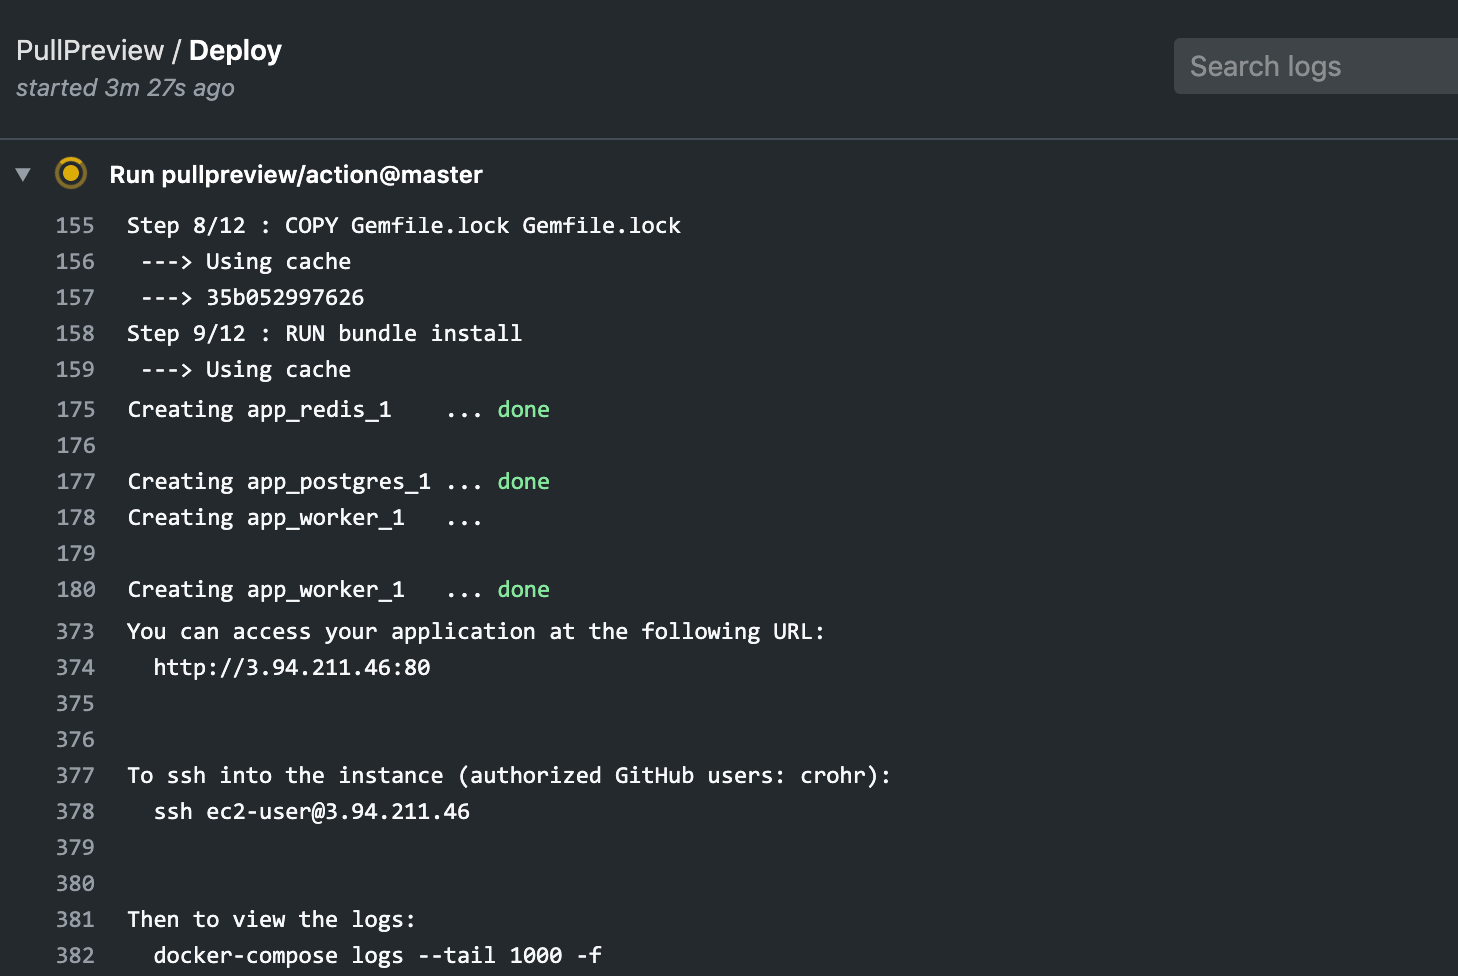 PullPreview / Deploy
started 3m 27s ago
Search logs
Run pullpreview/action@master
155 Step 8/12 : COPY Gemfile.lock Gemfile.lock
156 ---> Using cache
157 ---> 35b052997626
158 Step 9/12 : RUN bundle install
159 ---> Using cache
175 Creating app_redis_1 ... done
176
177 Creating app_postgres_1 ... done
178 Creating app_worker_1 ...
179
180 Creating app_worker_1 ... done
373 You can access your application at the following URL:
374 http://3.94.211.46:80
375
376
377 To ssh into the instance (authorized GitHub users: crohr):
378 ssh ec2-user@3.94.211.46
379
380
381 Then to view the logs:
382 docker-compose logs --tail 1000 -f